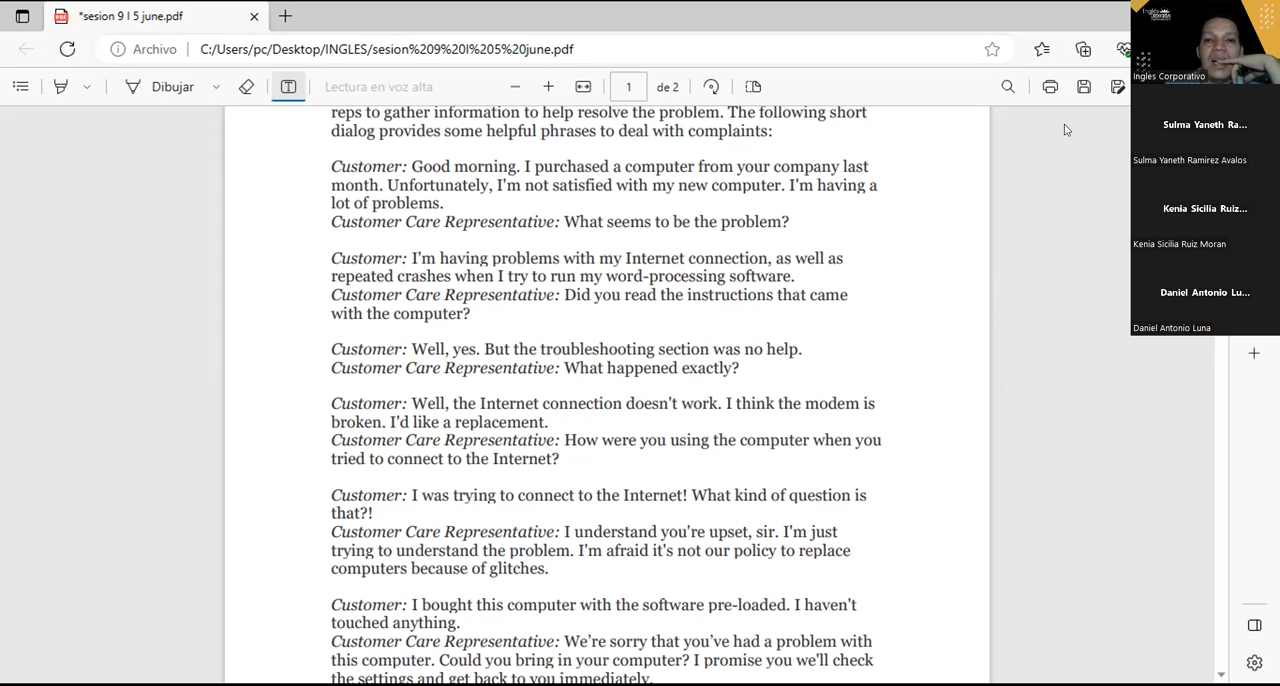 *sesion 9 I 5 june.pdf
Archivo
C:/Users/pc/Desktop/INGLES/sesion%209%20I%205%20june.pdf
Dibujar
Lectura en voz alta
1
de 2
reps to gather information to help resolve the problem. The following short
dialog provides some helpful phrases to deal with complaints:
Customer: Good morning. I purchased a computer from your company last
month. Unfortunately, I'm not satisfied with my new computer. I'm having a
lot of problems.
Customer Care Representative: What seems to be the problem?
Customer: I'm having problems with my Internet connection, as well as
repeated crashes when I try to run my word-processing software.
Customer Care Representative: Did you read the instructions that came
with the computer?
Customer: Well, yes. But the troubleshooting section was no help.
Customer Care Representative: What happened exactly?
Customer: Well, the Internet connection doesn't work. I think the modem is
broken. I'd like a replacement.
Customer Care Representative: How were you using the computer when you
tried to connect to the Internet?
Customer: I was trying to connect to the Internet! What kind of question is
that?!
Customer Care Representative: I understand you're upset, sir. I'm just
trying to understand the problem. I'm afraid it's not our policy to replace
computers because of glitches.
Customer: I bought this computer with the software pre-loaded. I haven't
touched anything.
Customer Care Representative: We're sorry that you've had a problem with
this computer. Could you bring in your computer? I promise you we'll check
the settings and get back to you immediately.
Inglés Corporativo
Ingles Corporativo
Sulma Yaneth Ra...
Sulma Yaneth Ramirez Avalos
Kenia Sicilia Ruiz...
Kenia Sicilia Ruiz Moran
Daniel Antonio Lu...
Daniel Antonio Luna